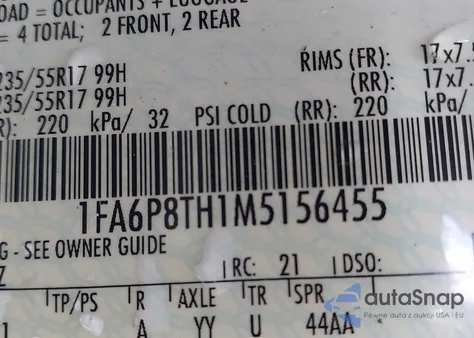 OAD = OCCUPANTS + LUGGAGE
= 4 TOTAL; 2 FRONT, 2 REAR
235/55R17 99H RIMS (FR): 17x7.5
235/55R17 99H (RR): 17x7
R): 220 kPa/ 32 PSI COLD (RR): 220
1FA6P8TH1M5156455
G - SEE OWNER GUIDE
Z RC: 21 DSO:
TP/PS R AXLE TR SPR
A YY U 44AA
autaSnap
Pewne auta z aukcji USA - EU